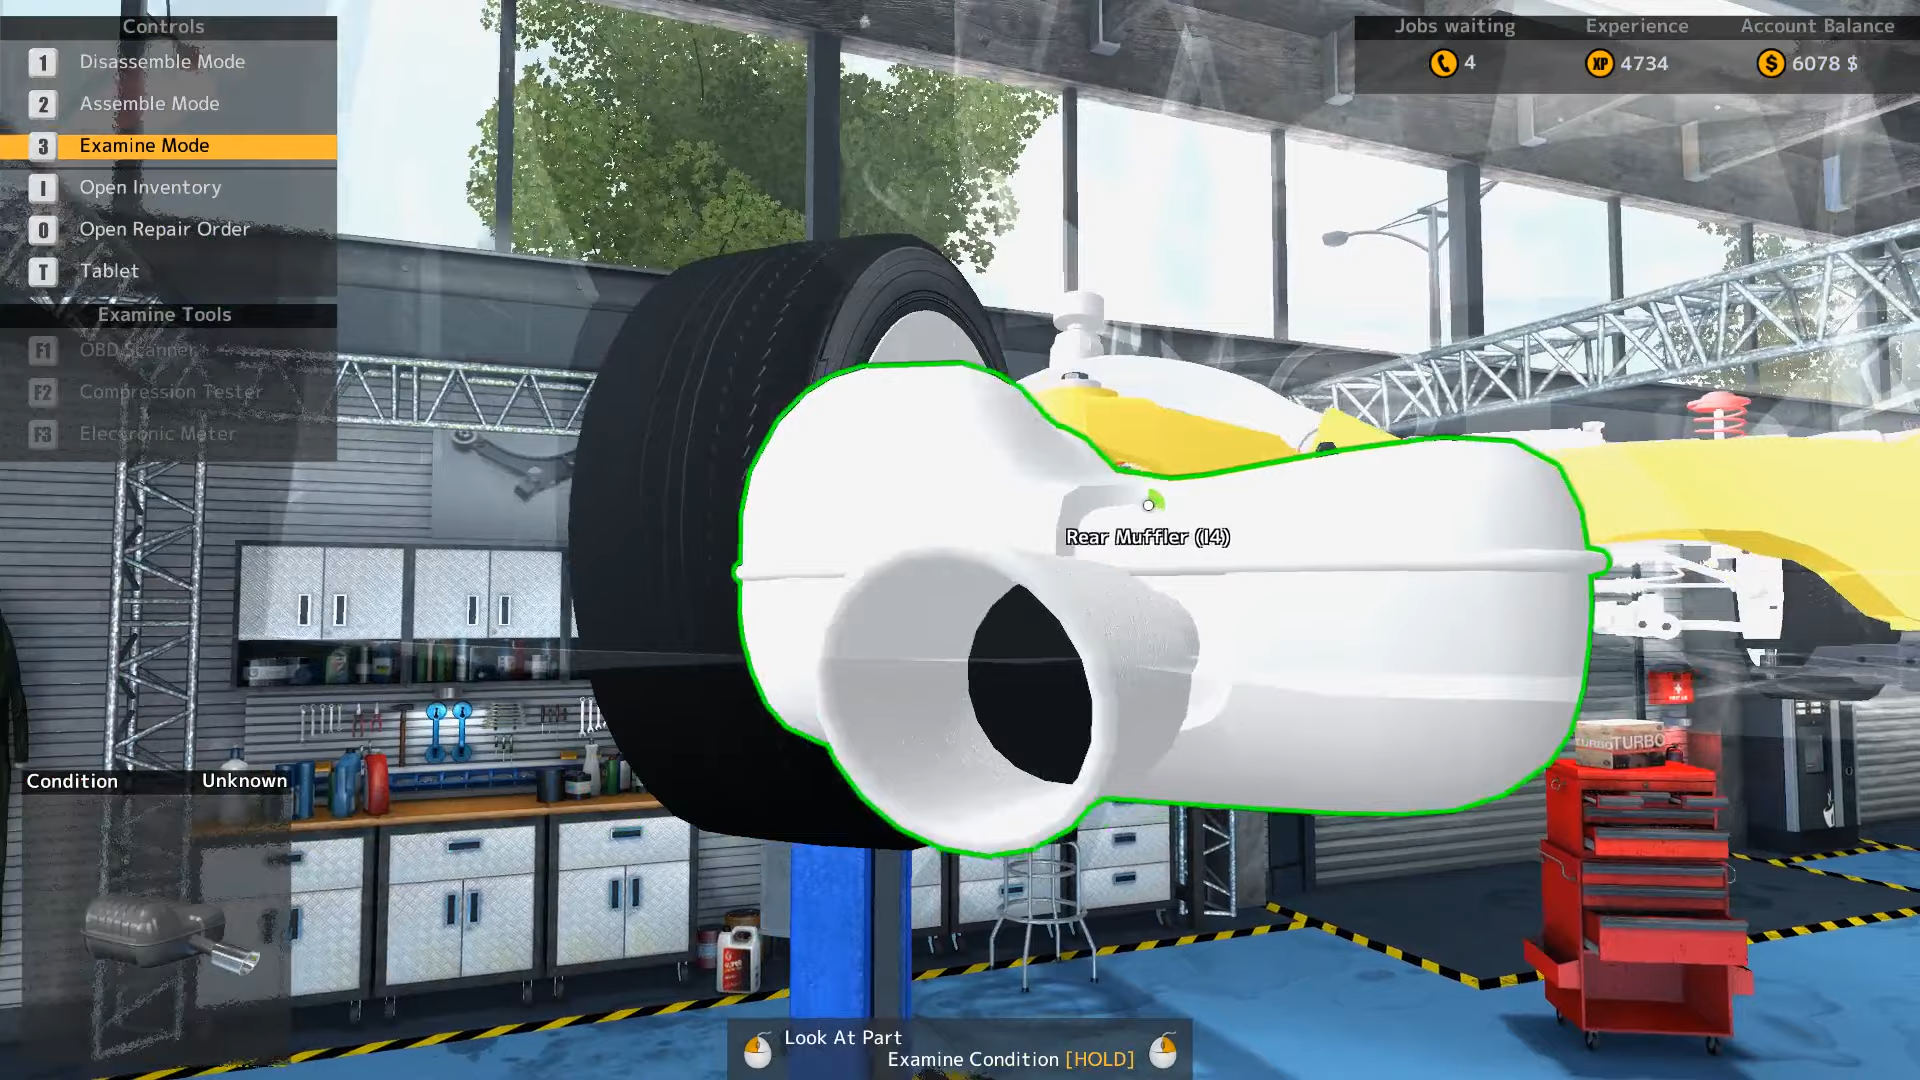 Controls
1 Disassemble Mode
2 Assemble Mode
3 Examine Mode
I Open Inventory
O Open Repair Order
T Tablet
Examine Tools
F1 OBD Scanner
F2 Compression Tester
F3 Electronic Meter
Jobs waiting Experience Account Balance
4 XP 4734 $ 6078 $
Rear Muffler (I4)
TURBO TURBO
Condition Unknown
Look At Part
Examine Condition [HOLD]